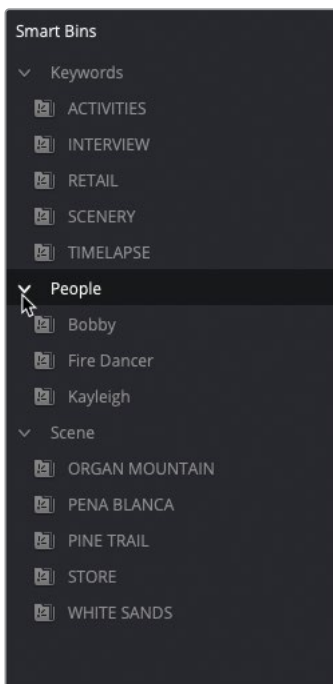 Smart Bins
Keywords
ACTIVITIES
INTERVIEW
RETAIL
SCENERY
TIMELAPSE
People
Bobby
Fire Dancer
Kayleigh
Scene
ORGAN MOUNTAIN
PENA BLANCA
PINE TRAIL
STORE
WHITE SANDS